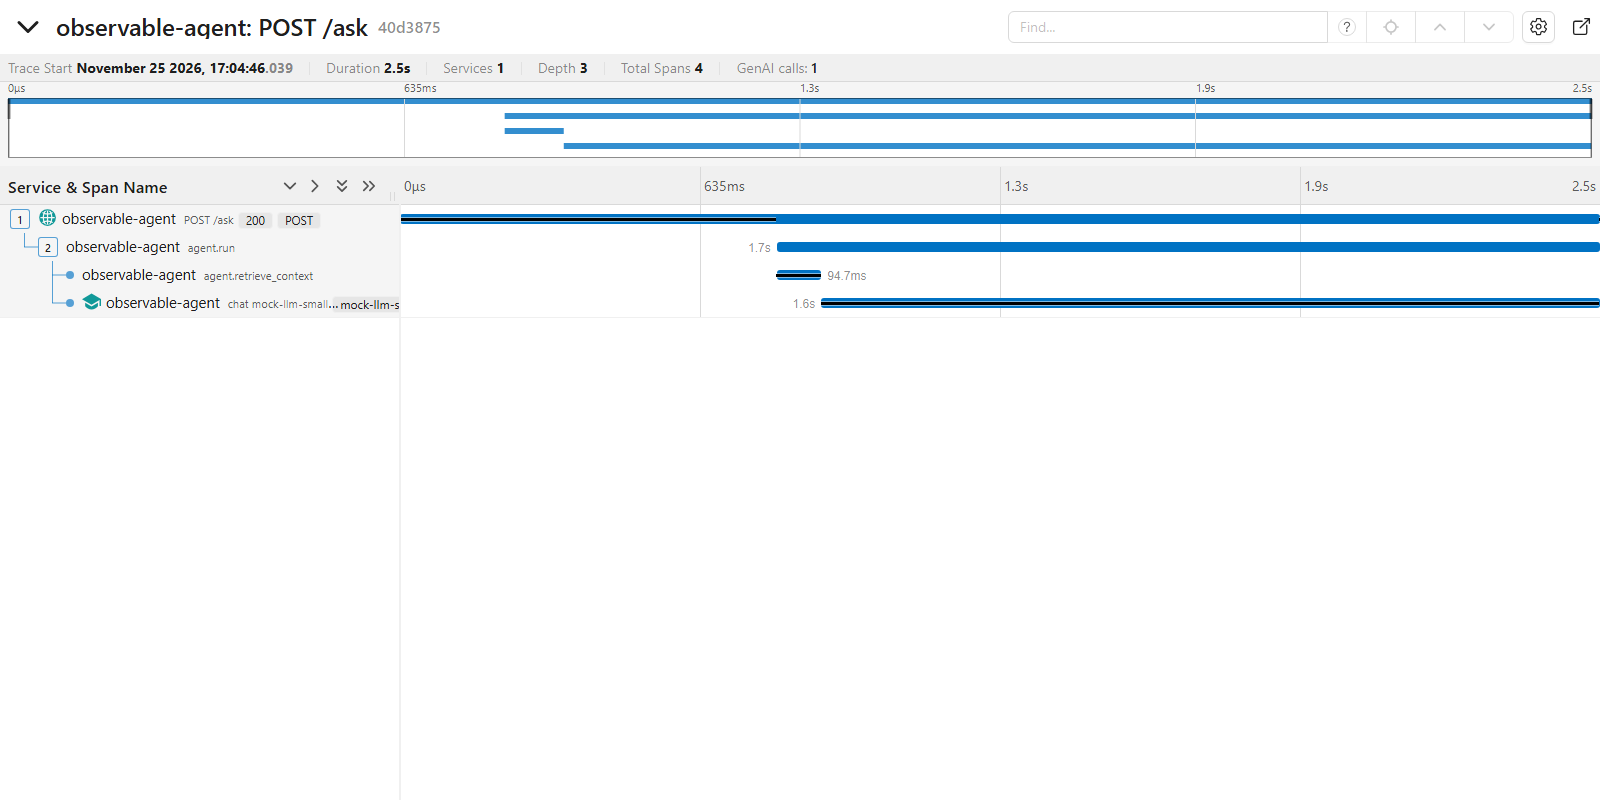 observable-agent: POST /ask 40d3875 Find... ?
Trace Start November 25 2026, 17:04:46.039 Duration 2.5s Services 1 Depth 3 Total Spans 4 GenAI calls: 1
0μs 635ms 1.3s 1.9s 2.5s
Service & Span Name 0μs 635ms 1.3s 1.9s 2.5s
1 observable-agent POST /ask 200 POST
2 observable-agent agent.run 1.7s
observable-agent agent.retrieve_context 94.7ms
observable-agent chat mock-llm-small... mock-llm-s 1.6s